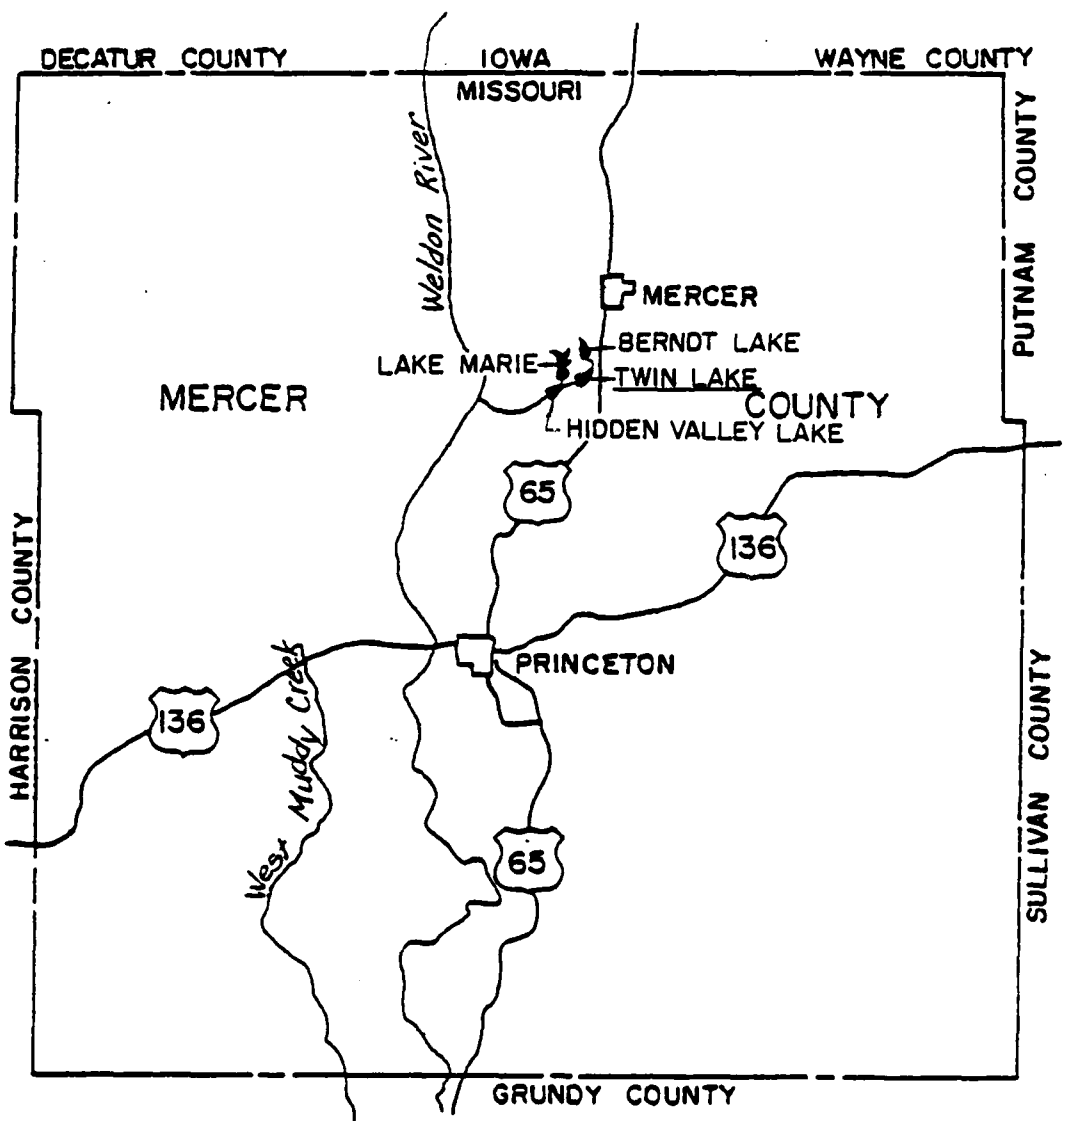 DECATUR COUNTY
IOWA
WAYNE COUNTY
MISSOURI
PUTNAM COUNTY
Weldon River
MERCER
BERNDT LAKE
LAKE MARIE
TWIN LAKE
MERCER
COUNTY
HIDDEN VALLEY LAKE
65
136
HARRISON COUNTY
PRINCETON
136
West Muddy Creek
SULLIVAN COUNTY
65
GRUNDY COUNTY